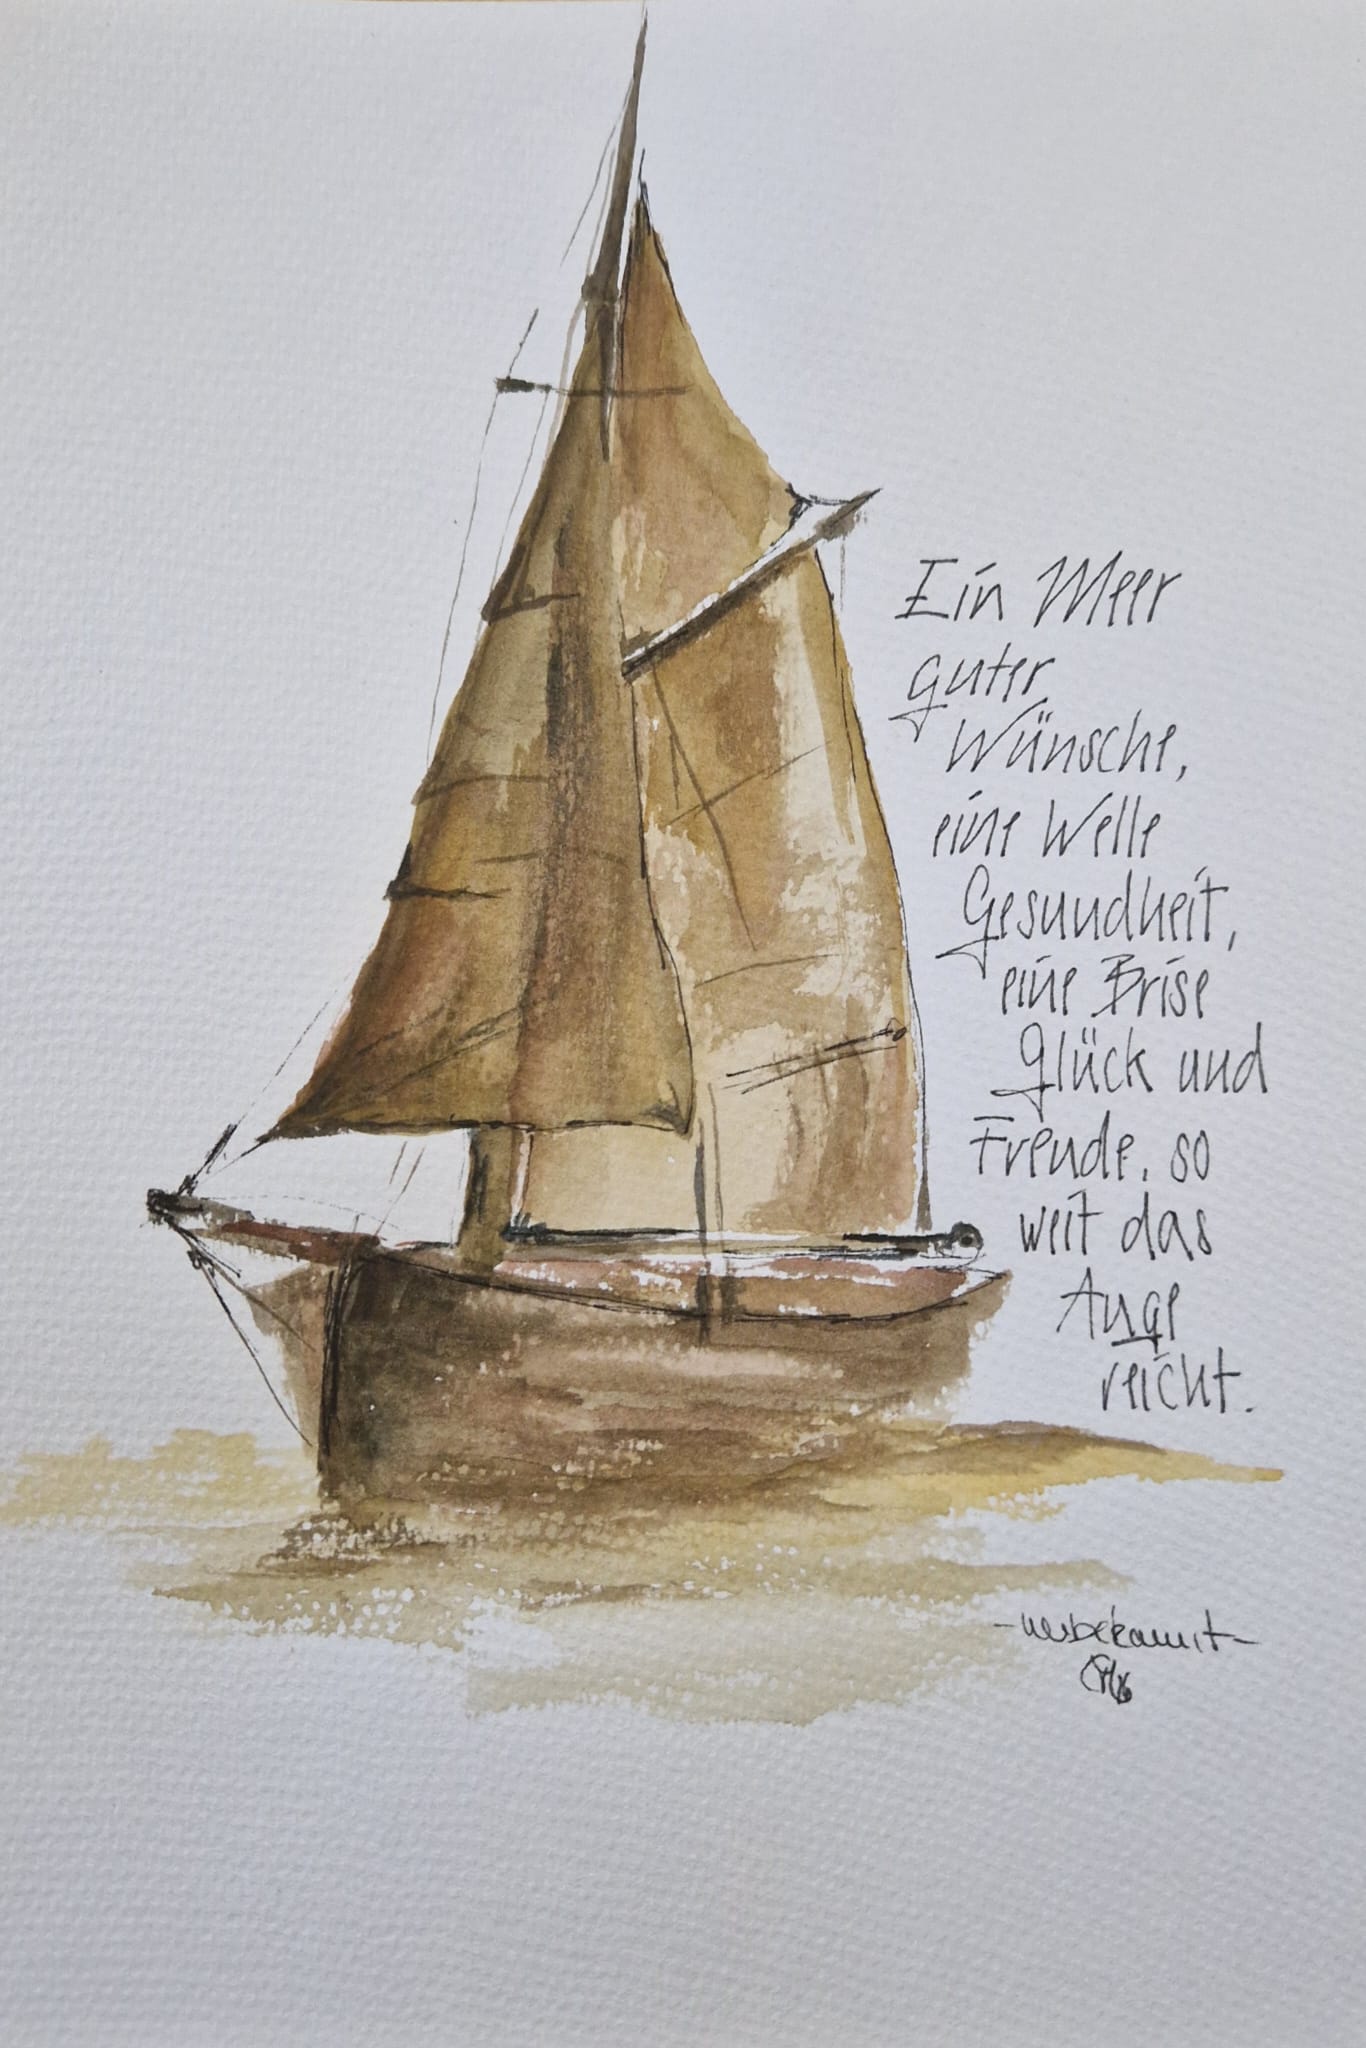 Ein Meer
guter
Wünsche,
eine Welle
Gesundheit,
eine Brise
Glück und
Freude, so
weit das
Auge
reicht.
-unbekannt-